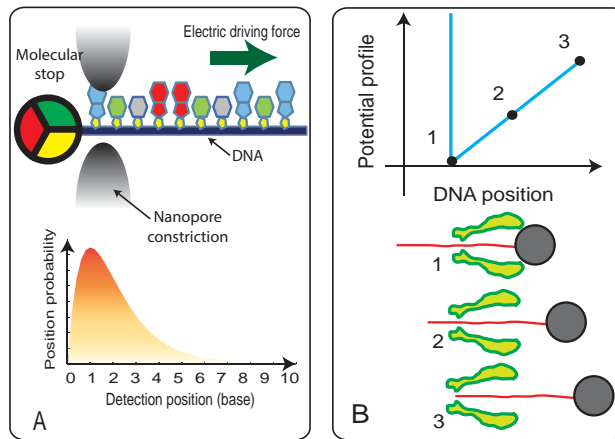 Molecular
stop
Electric driving force
DNA
Nanopore
constriction
Position probability
0 1 2 3 4 5 6 7 8 9 10
Detection position (base)
A
Potential profile
1
2
3
DNA position
1
2
3
B